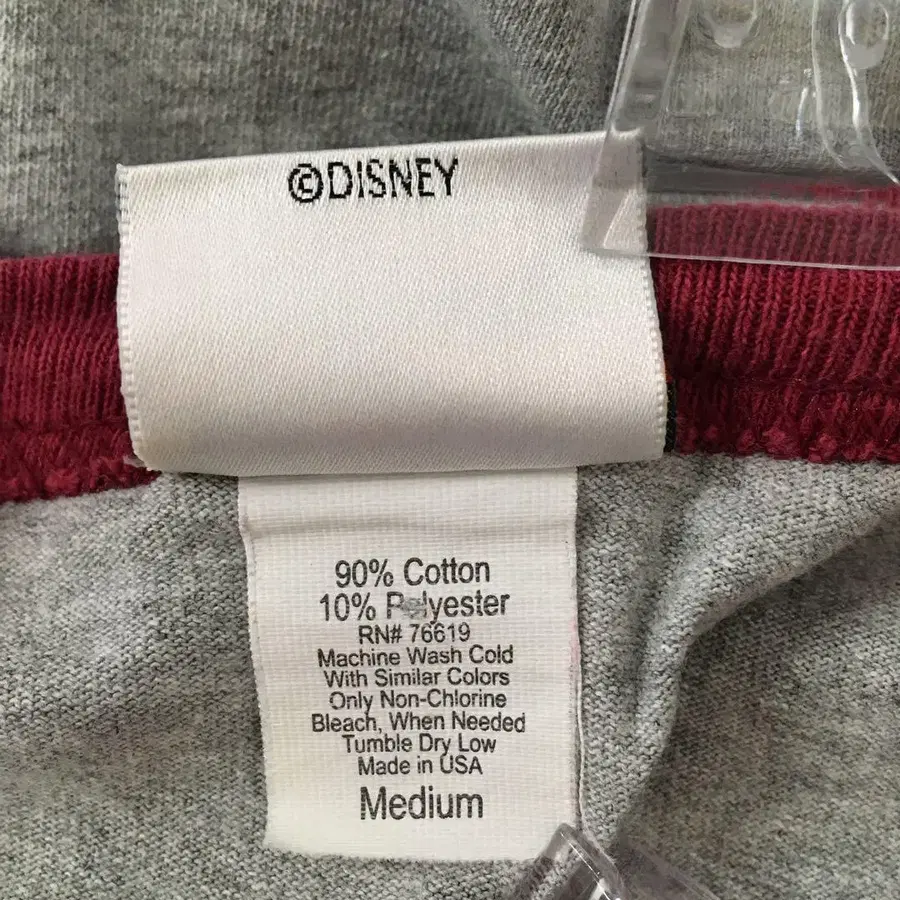 ©DISNEY
90% Cotton
10% Polyester
RN# 76619
Machine Wash Cold
With Similar Colors
Only Non-Chlorine
Bleach, When Needed
Tumble Dry Low
Made in USA
Medium